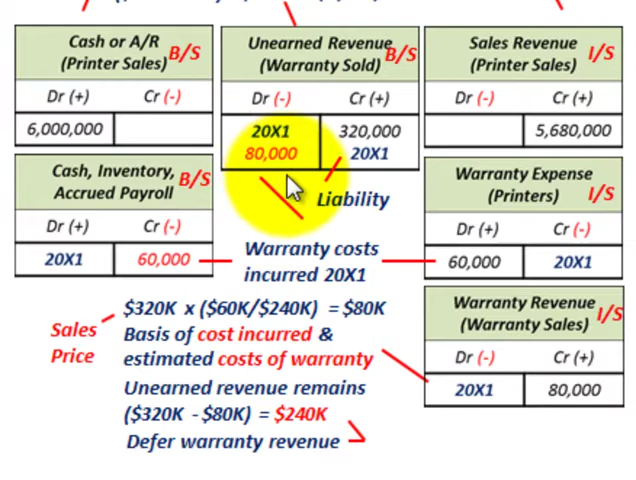 Cash or A/R B/S
(Printer Sales)
Dr (+) Cr (-)
6,000,000
Unearned Revenue B/S
(Warranty Sold)
Dr (-) Cr (+)
20X1 320,000
80,000 20X1
Sales Revenue I/S
(Printer Sales)
Dr (-) Cr (+)
5,680,000
Cash, Inventory, B/S
Accrued Payroll
Dr (+) Cr (-)
20X1 60,000
Liability
Warranty costs
incurred 20X1
Warranty Expense I/S
(Printers)
Dr (+) Cr (-)
60,000 20X1
Sales
Price
$320K x ($60K/$240K) = $80K
Basis of cost incurred &
estimated costs of warranty
Unearned revenue remains
($320K - $80K) = $240K
Defer warranty revenue
Warranty Revenue I/S
(Warranty Sales)
Dr (-) Cr (+)
20X1 80,000